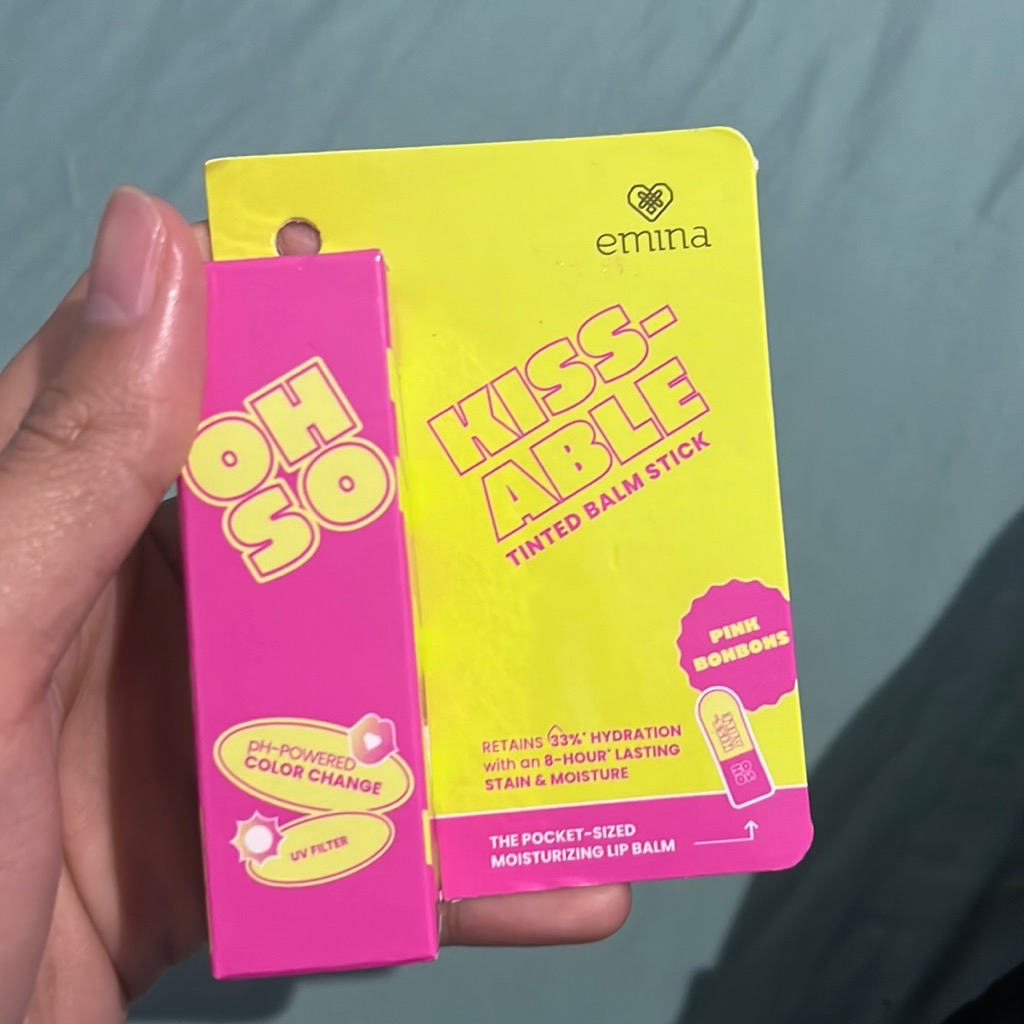 emina
KISS-
ABLE
TINTED BALM STICK
OH
SO
PINK
BONBONS
RETAINS 33%* HYDRATION
with an 8-HOUR* LASTING
STAIN & MOISTURE
THE POCKET-SIZED
MOISTURIZING LIP BALM
pH-POWERED
COLOR CHANGE
UV FILTER